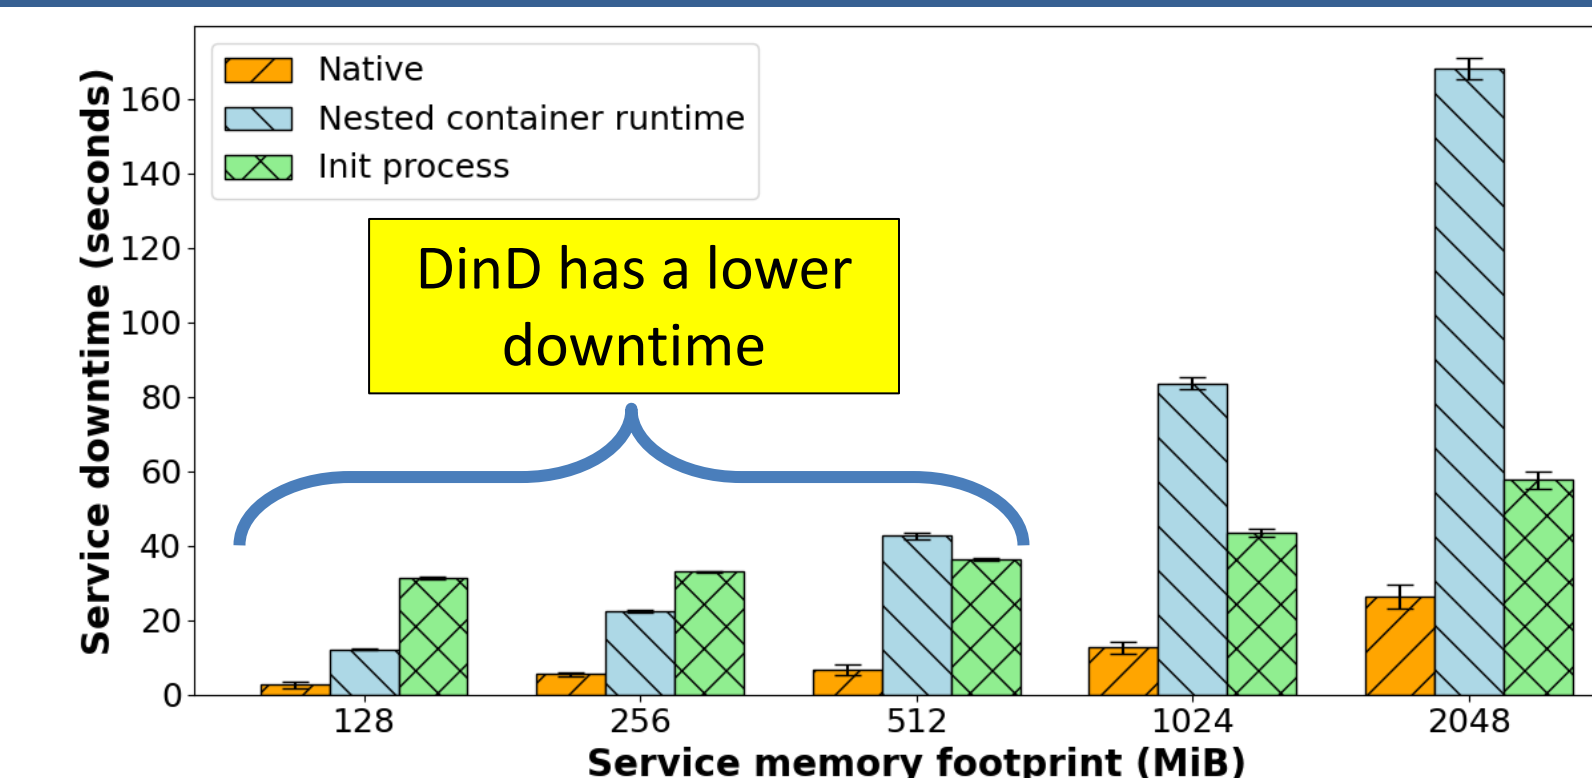 Service downtime (seconds)
160
140
120
100
80
60
40
20
0
Native
Nested container runtime
Init process
DinD has a lower
downtime
128 256 512 1024 2048
Service memory footprint (MiB)